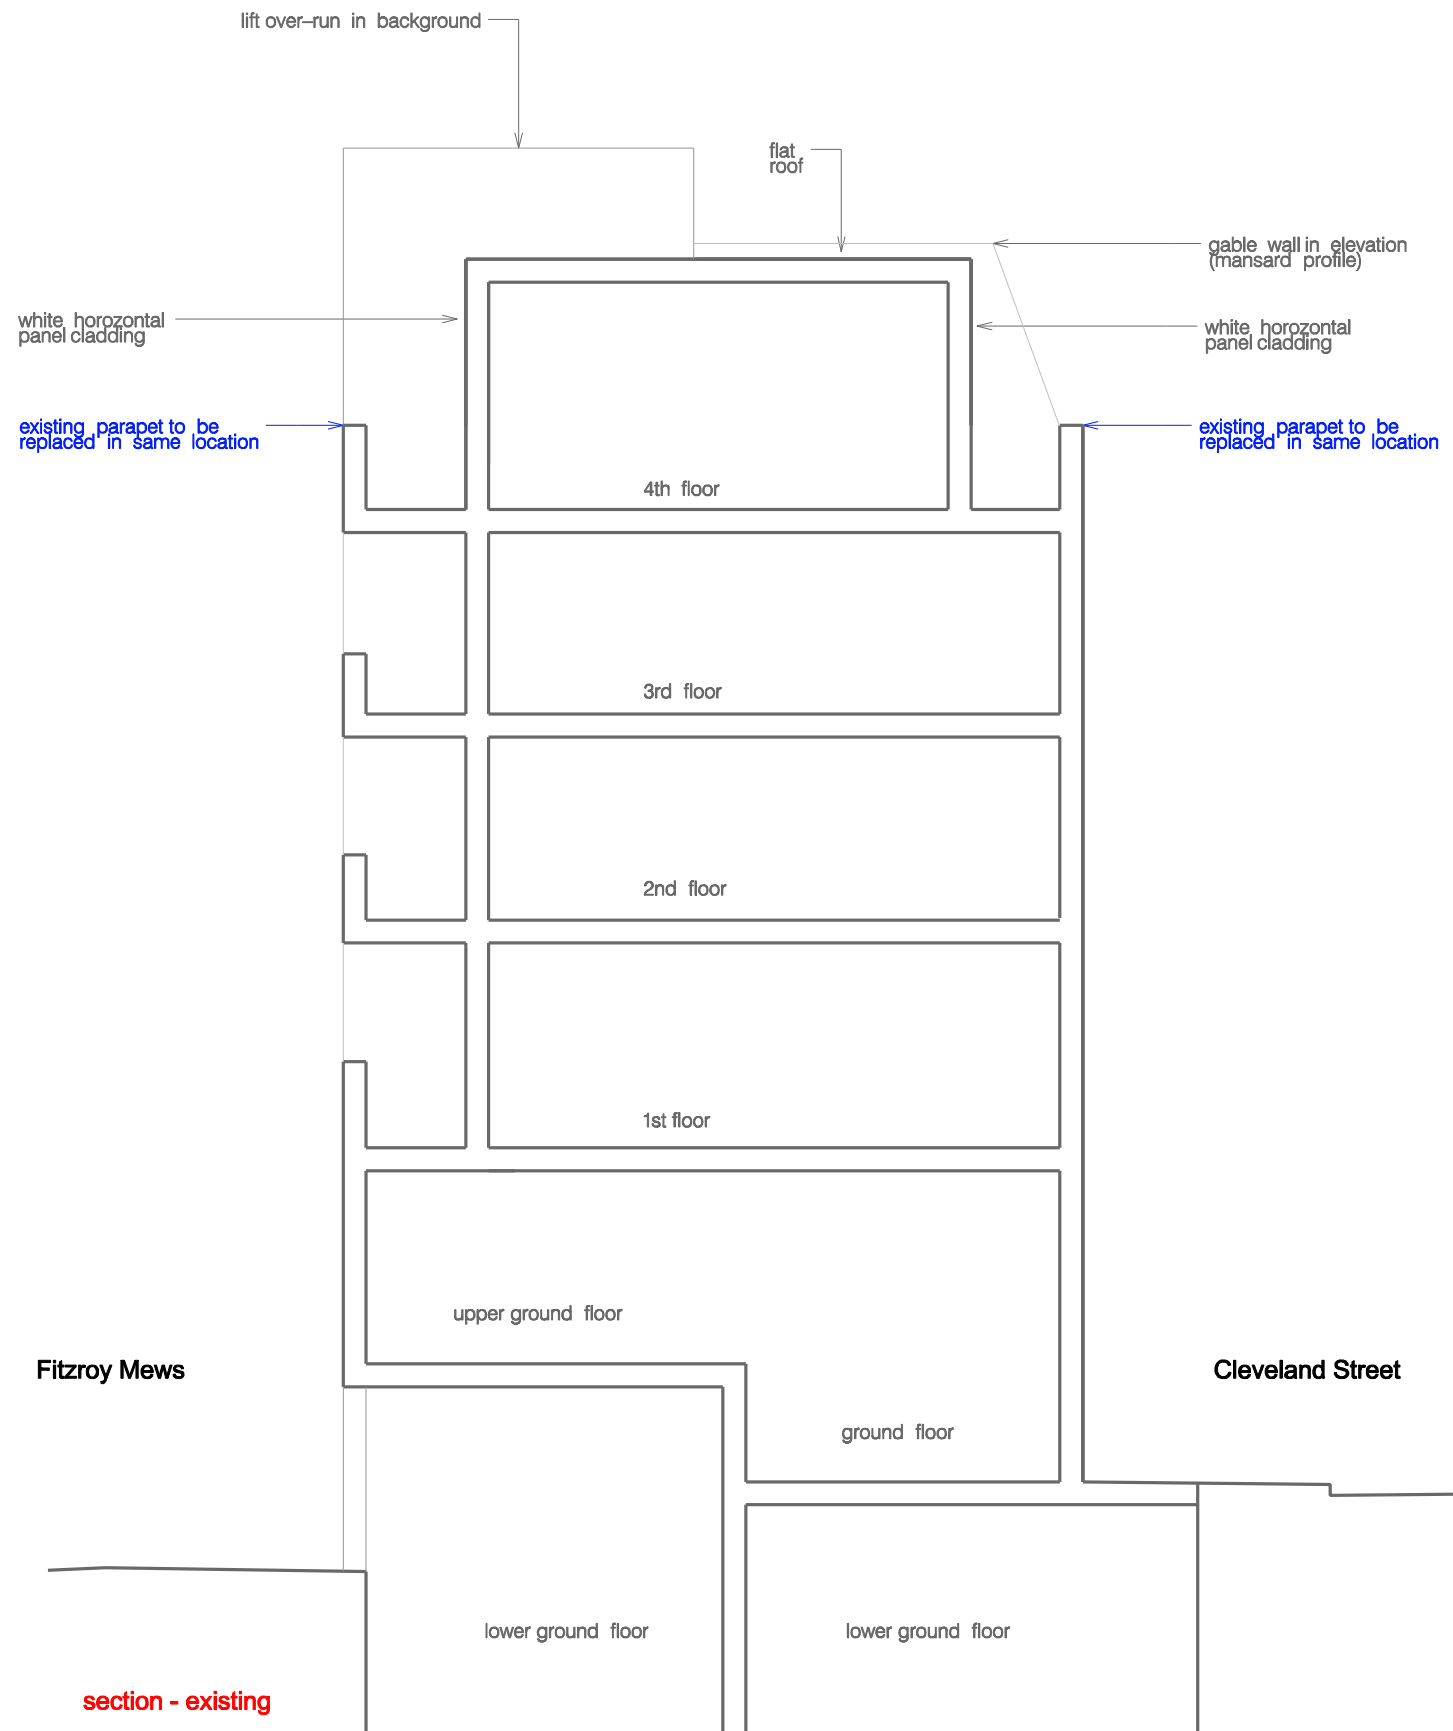 lift over-run in background
flat
roof
gable wall in elevation
(mansard profile)
white horozontal
panel cladding
white horozontal
panel cladding
existing parapet to be
replaced in same location
existing parapet to be
replaced in same location
4th floor
3rd floor
2nd floor
1st floor
upper ground floor
Fitzroy Mews
Cleveland Street
ground floor
lower ground floor
lower ground floor
section - existing